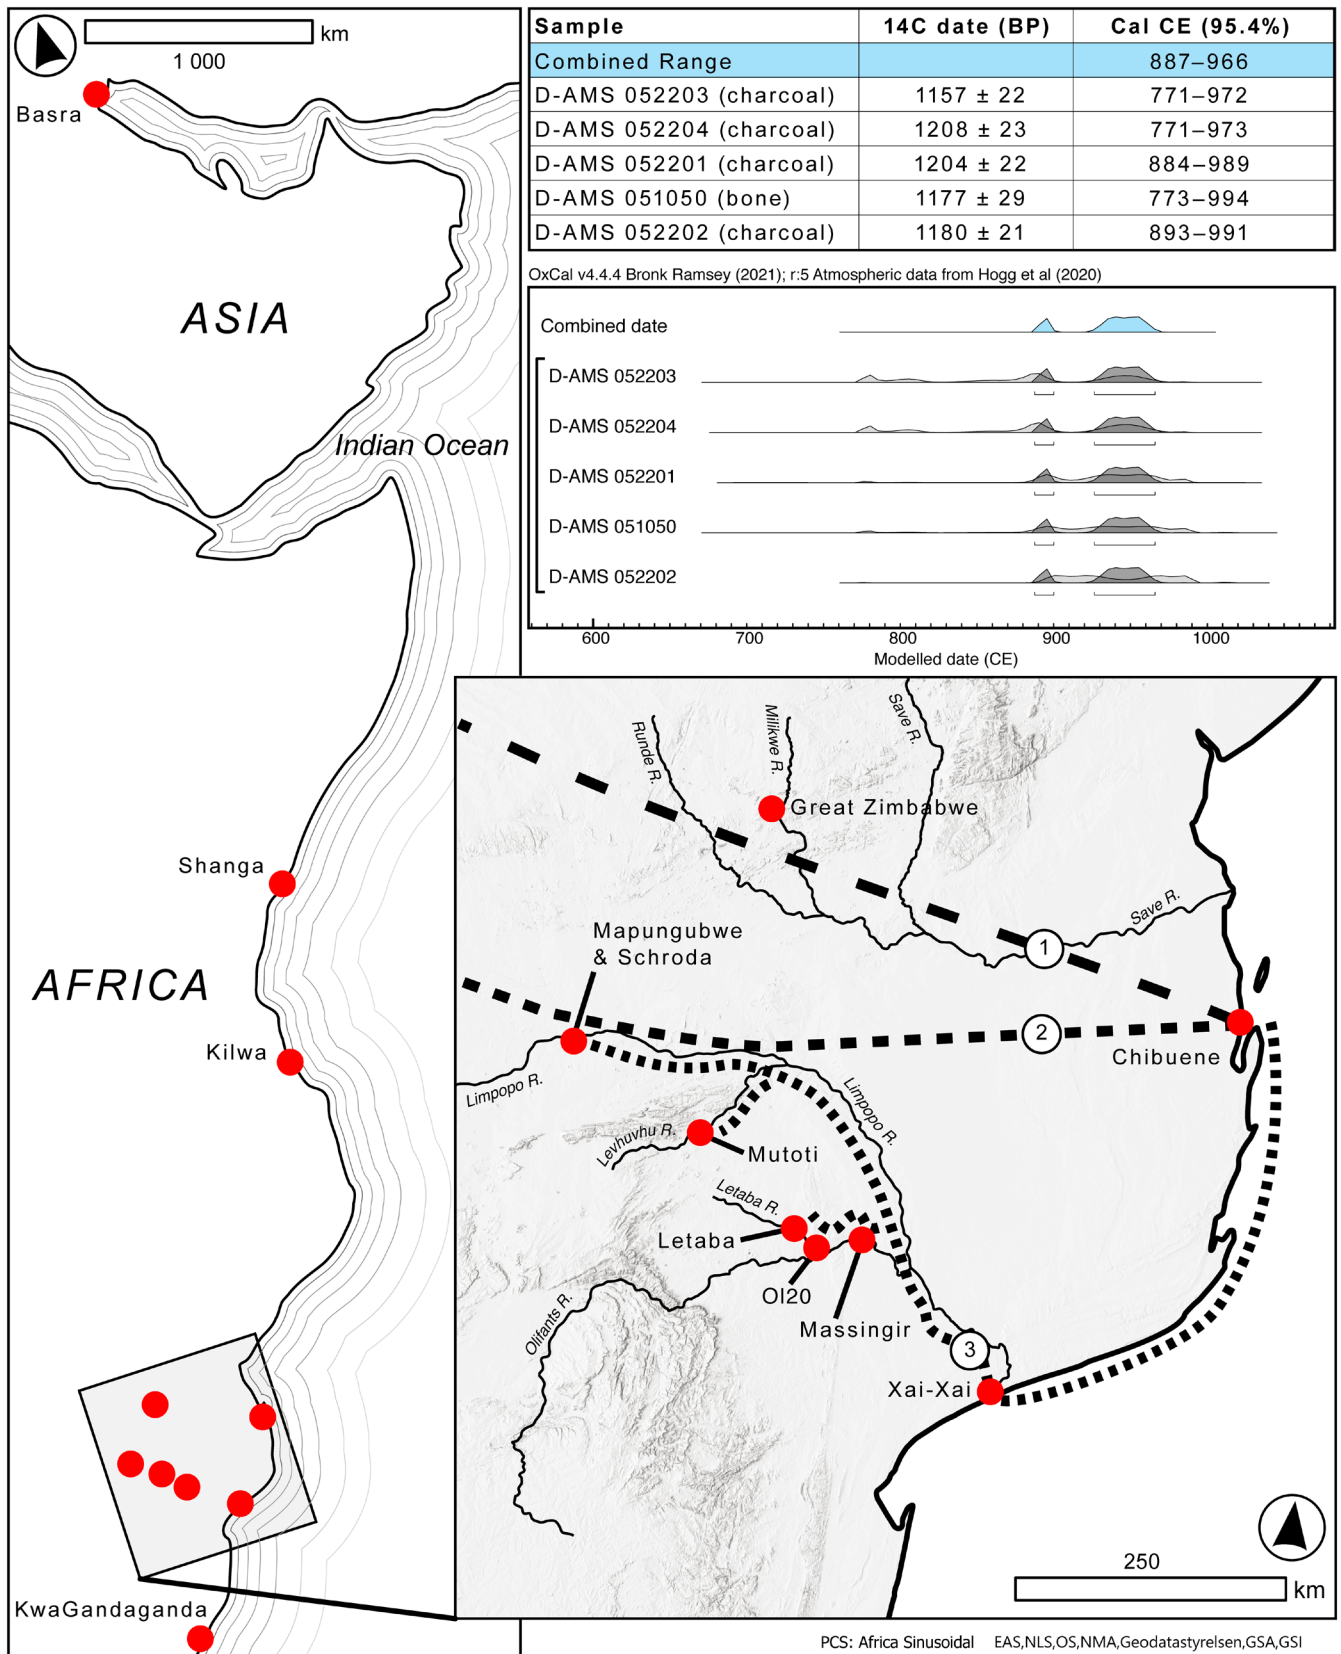 km
1 000
Basra
ASIA
Indian Ocean
Shanga
AFRICA
Kilwa
KwaGandaganda
Sample 14C date (BP) Cal CE (95.4%)
Combined Range 887–966
D-AMS 052203 (charcoal) 1157 ± 22 771–972
D-AMS 052204 (charcoal) 1208 ± 23 771–973
D-AMS 052201 (charcoal) 1204 ± 22 884–989
D-AMS 051050 (bone) 1177 ± 29 773–994
D-AMS 052202 (charcoal) 1180 ± 21 893–991
OxCal v4.4.4 Bronk Ramsey (2021); r:5 Atmospheric data from Hogg et al (2020)
Combined date
D-AMS 052203
D-AMS 052204
D-AMS 052201
D-AMS 051050
D-AMS 052202
600 700 800 900 1000
Modelled date (CE)
Runde R.
Milikwe R.
Save R.
Great Zimbabwe
Save R.
Mapungubwe
& Schroda
1
2
Chibuene
Limpopo R.
Limpopo R.
Levhuvhu R.
Mutoti
Letaba R.
Letaba
Ol20
Massingir
Olifants R.
3
Xai-Xai
250
km
PCS: Africa Sinusoidal EAS,NLS,OS,NMA,Geodatastyrelsen,GSA,GSI